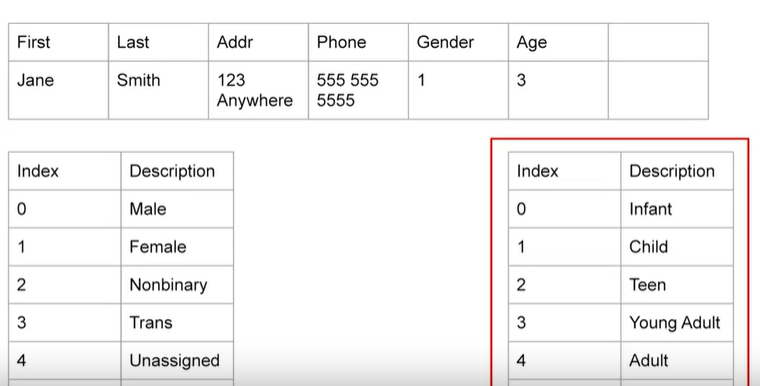 First Last Addr Phone Gender Age
Jane Smith 123 Anywhere 555 555 5555 1 3
Index Description
0 Male
1 Female
2 Nonbinary
3 Trans
4 Unassigned
Index Description
0 Infant
1 Child
2 Teen
3 Young Adult
4 Adult